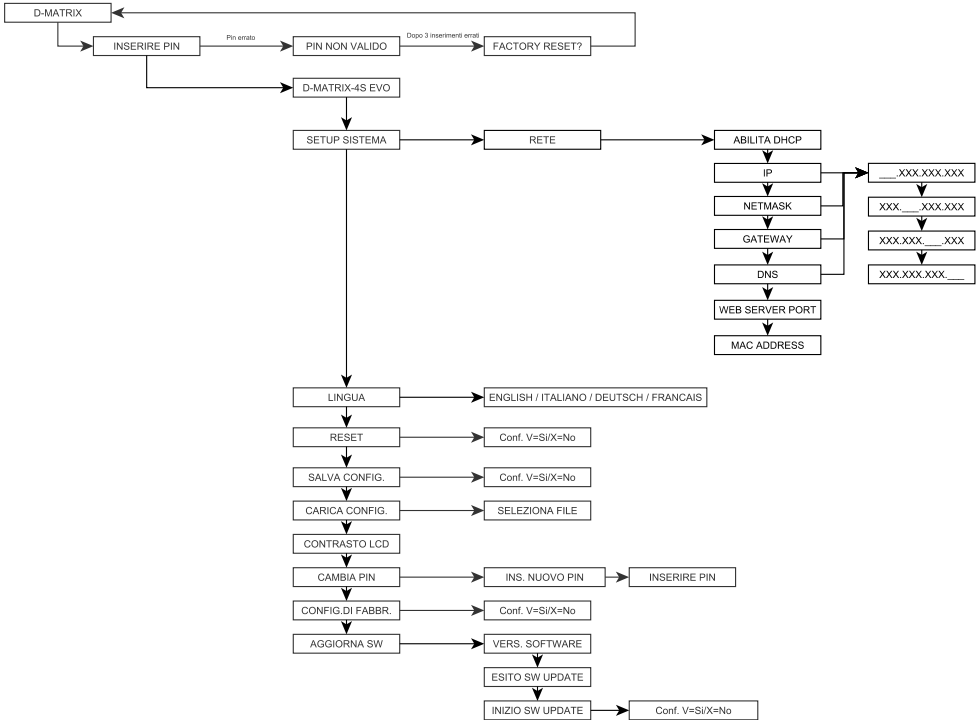 D-MATRIX
INSERIRE PIN
Pin errato
PIN NON VALIDO
Dopo 3 inserimenti errati
FACTORY RESET?
D-MATRIX-4S EVO
SETUP SISTEMA
RETE
ABILITA DHCP
IP
___.XXX.XXX.XXX
NETMASK
XXX.___.XXX.XXX
GATEWAY
XXX.XXX.___.XXX
DNS
XXX.XXX.XXX.___
WEB SERVER PORT
MAC ADDRESS
LINGUA
ENGLISH / ITALIANO / DEUTSCH / FRANCAIS
RESET
Conf. V=Si/X=No
SALVA CONFIG.
Conf. V=Si/X=No
CARICA CONFIG.
SELEZIONA FILE
CONTRASTO LCD
CAMBIA PIN
INS. NUOVO PIN
INSERIRE PIN
CONFIG.DI FABBR.
Conf. V=Si/X=No
AGGIORNA SW
VERS. SOFTWARE
ESITO SW UPDATE
INIZIO SW UPDATE
Conf. V=Si/X=No